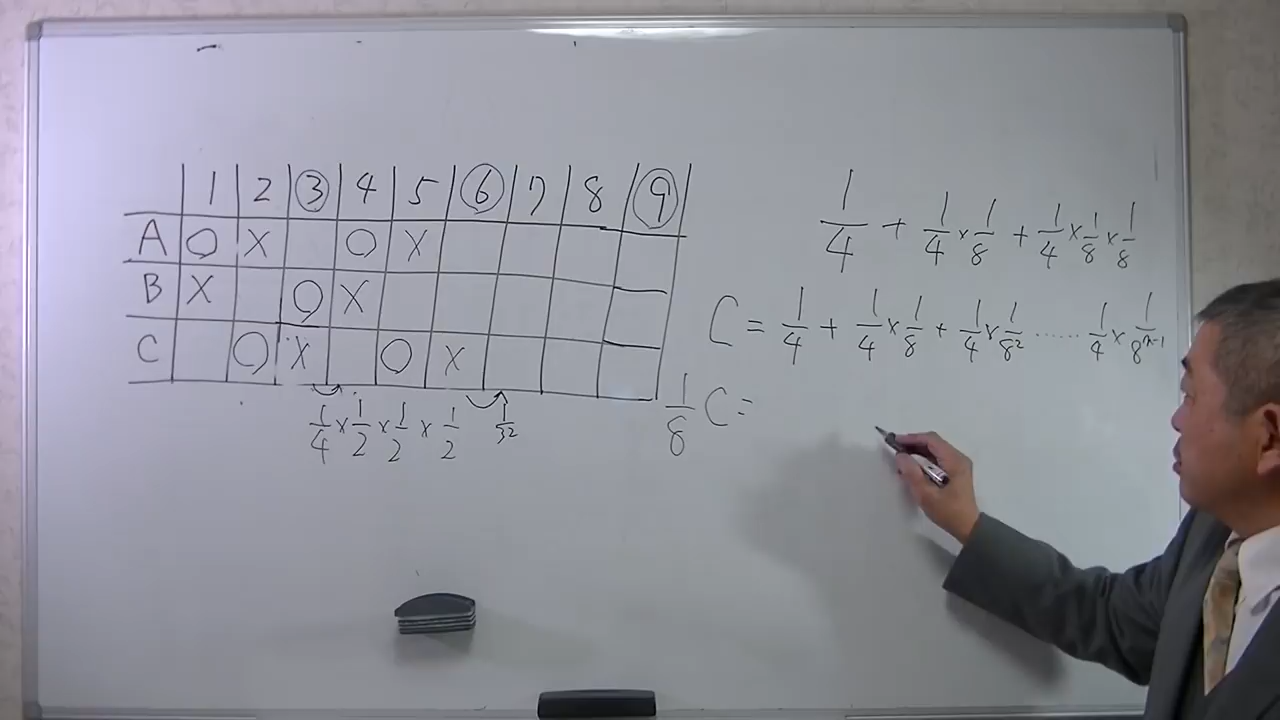 1 2 ③ 4 5 ⑥ 7 8 ⑨
A O X O X
B X O X
C O X O X
1/4 × 1/2 × 1/2 × 1/2 1/32
1/4 + 1/4 × 1/8 + 1/4 × 1/8 × 1/8
C = 1/4 + 1/4 × 1/8 + 1/4 × 1/8² ...... 1/4 × 1/8ⁿ⁻¹
1/8 C =